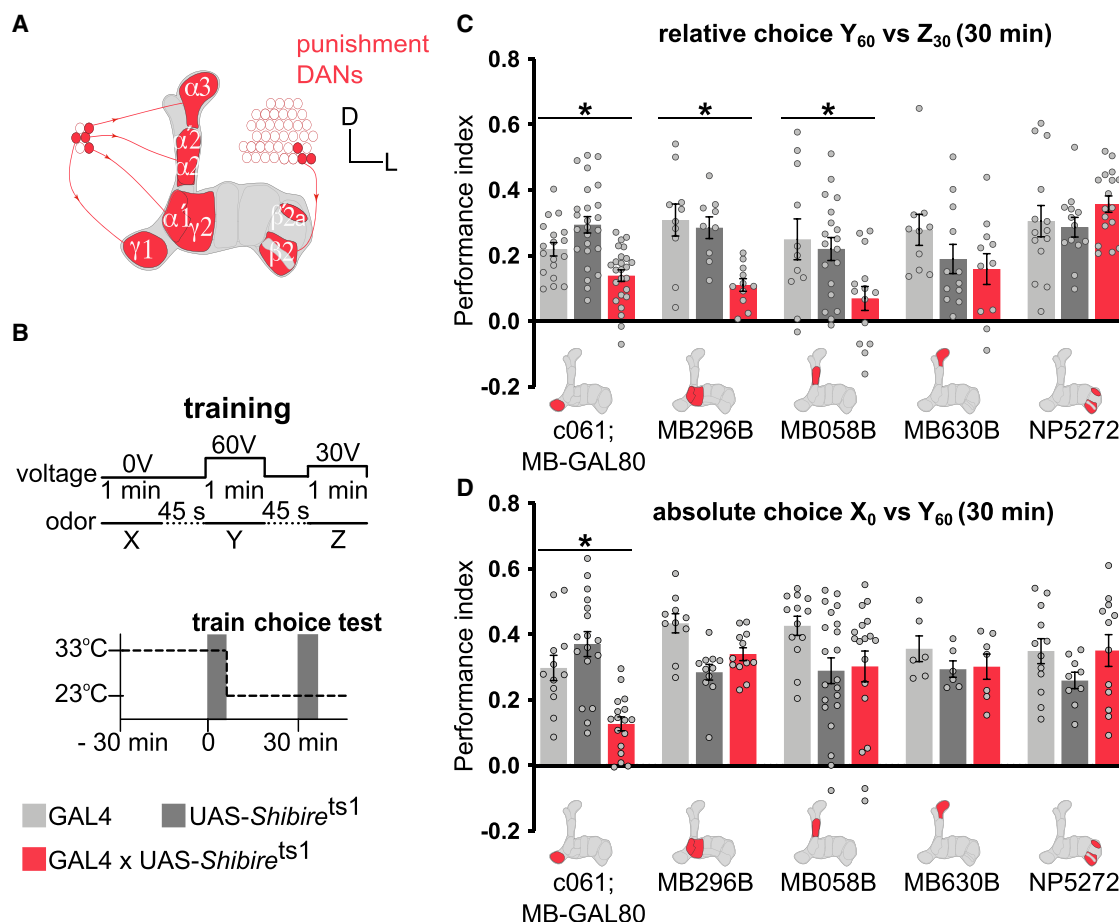 A
punishment
DANs
α3
D
L
α′2
α2
α′1
γ2
γ1
β′2a
β2
B
training
voltage
0V
60V
30V
1 min
1 min
1 min
odor
45 s
45 s
X
Y
Z
train choice test
33°C
23°C
- 30 min
0
30 min
GAL4
UAS-Shibire^ts1
GAL4 x UAS-Shibire^ts1
C
relative choice Y₆₀ vs Z₃₀ (30 min)
Performance index
0.8
0.6
0.4
0.2
0.0
-0.2
*
*
*
c061;
MB-GAL80
MB296B
MB058B
MB630B
NP5272
D
absolute choice X₀ vs Y₆₀ (30 min)
Performance index
0.8
0.6
0.4
0.2
0.0
-0.2
*
c061;
MB-GAL80
MB296B
MB058B
MB630B
NP5272